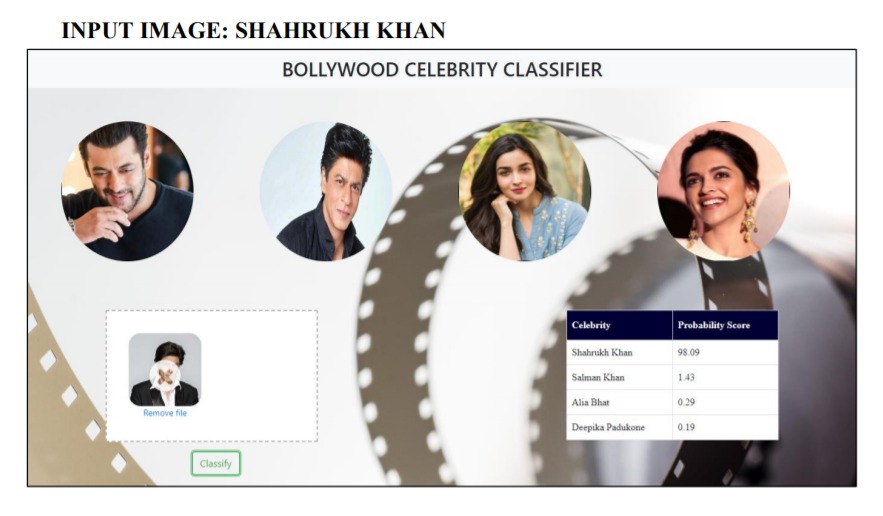 INPUT IMAGE: SHAHRUKH KHAN
BOLLYWOOD CELEBRITY CLASSIFIER
Remove file
Classify
Celebrity Probability Score
Shahrukh Khan 98.09
Salman Khan 1.43
Alia Bhat 0.29
Deepika Padukone 0.19